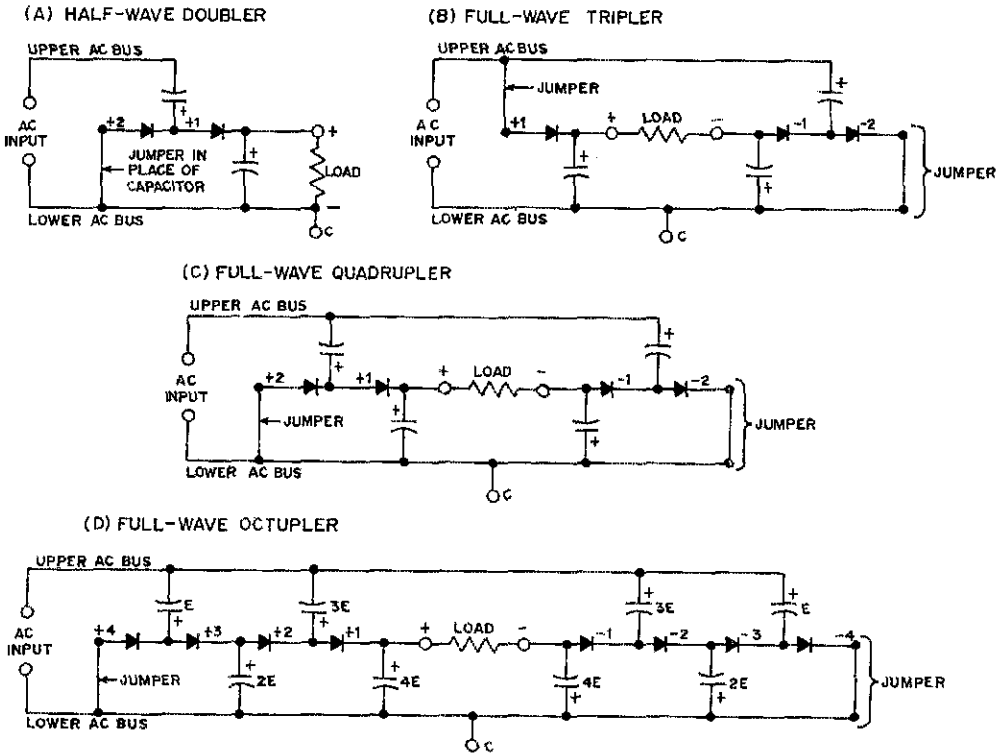 (A) HALF-WAVE DOUBLER
UPPER AC BUS
AC
INPUT
+2
+1
+
+
+
JUMPER IN
PLACE OF
CAPACITOR
LOAD
-
LOWER AC BUS
C
(B) FULL-WAVE TRIPLER
UPPER AC BUS
JUMPER
AC
INPUT
+1
+
LOAD
-
-1
-2
+
+
+
JUMPER
LOWER AC BUS
C
(C) FULL-WAVE QUADRUPLER
UPPER AC BUS
AC
INPUT
+
+
+2
+1
+
LOAD
-
-1
-2
+
+
JUMPER
JUMPER
LOWER AC BUS
C
(D) FULL-WAVE OCTUPLER
UPPER AC BUS
AC
INPUT
E
+
3E
+
3E
+
E
+
+4
+3
+2
+1
+
LOAD
-
-1
-2
-3
-4
JUMPER
+
2E
+
4E
4E
+
+
2E
JUMPER
LOWER AC BUS
C